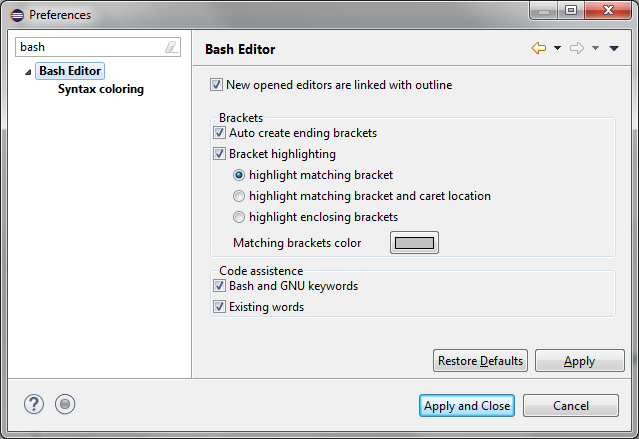 Preferences
bash
Bash Editor
Syntax coloring
Bash Editor
New opened editors are linked with outline
Brackets
Auto create ending brackets
Bracket highlighting
highlight matching bracket
highlight matching bracket and caret location
highlight enclosing brackets
Matching brackets color
Code assistence
Bash and GNU keywords
Existing words
Restore Defaults
Apply
Apply and Close
Cancel